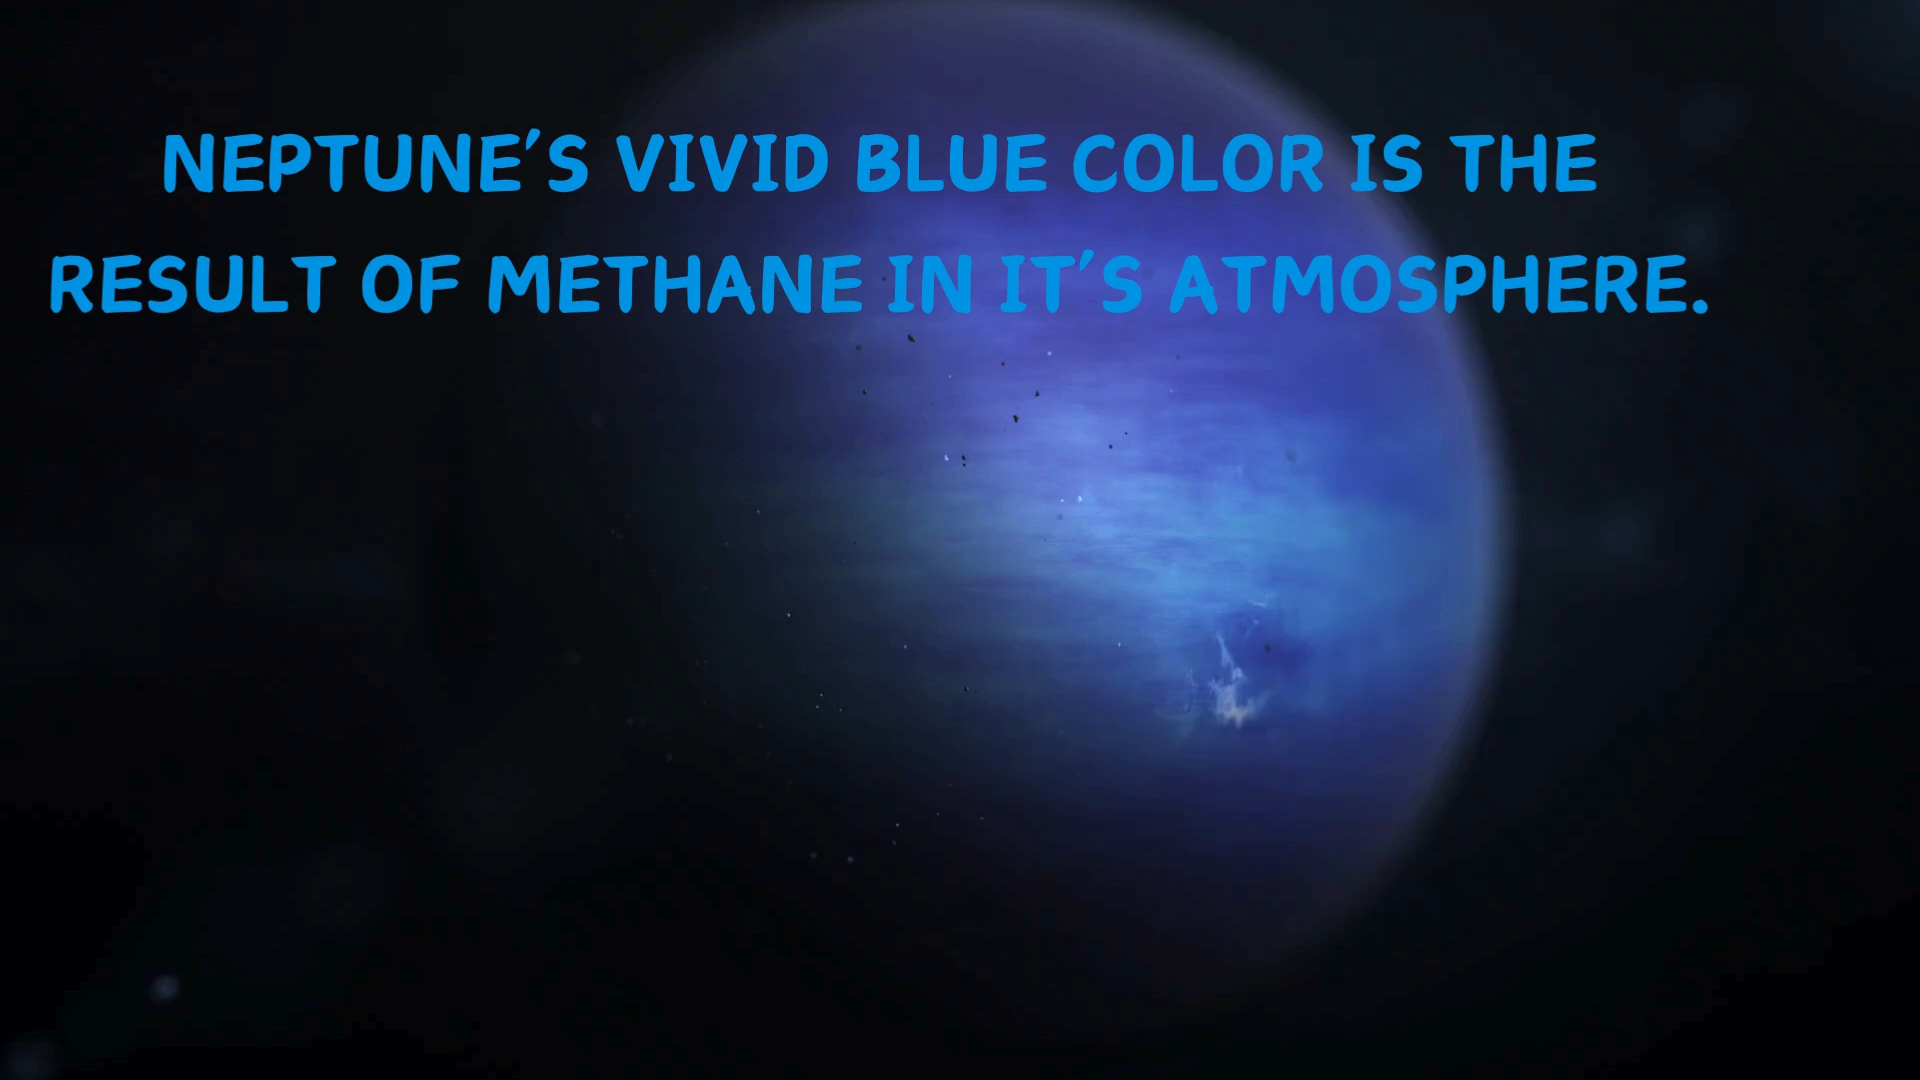 NEPTUNE'S VIVID BLUE COLOR IS THE
RESULT OF METHANE IN IT'S ATMOSPHERE.